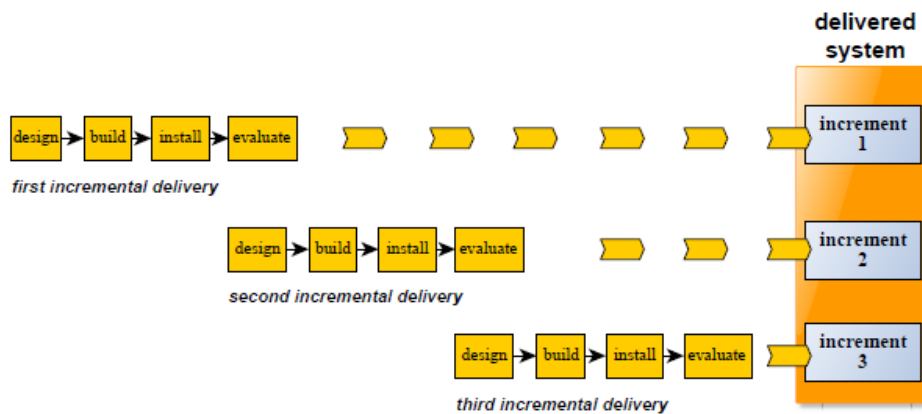 delivered
system
design build install evaluate
increment
1
first incremental delivery
design build install evaluate
increment
2
second incremental delivery
design build install evaluate
increment
3
third incremental delivery